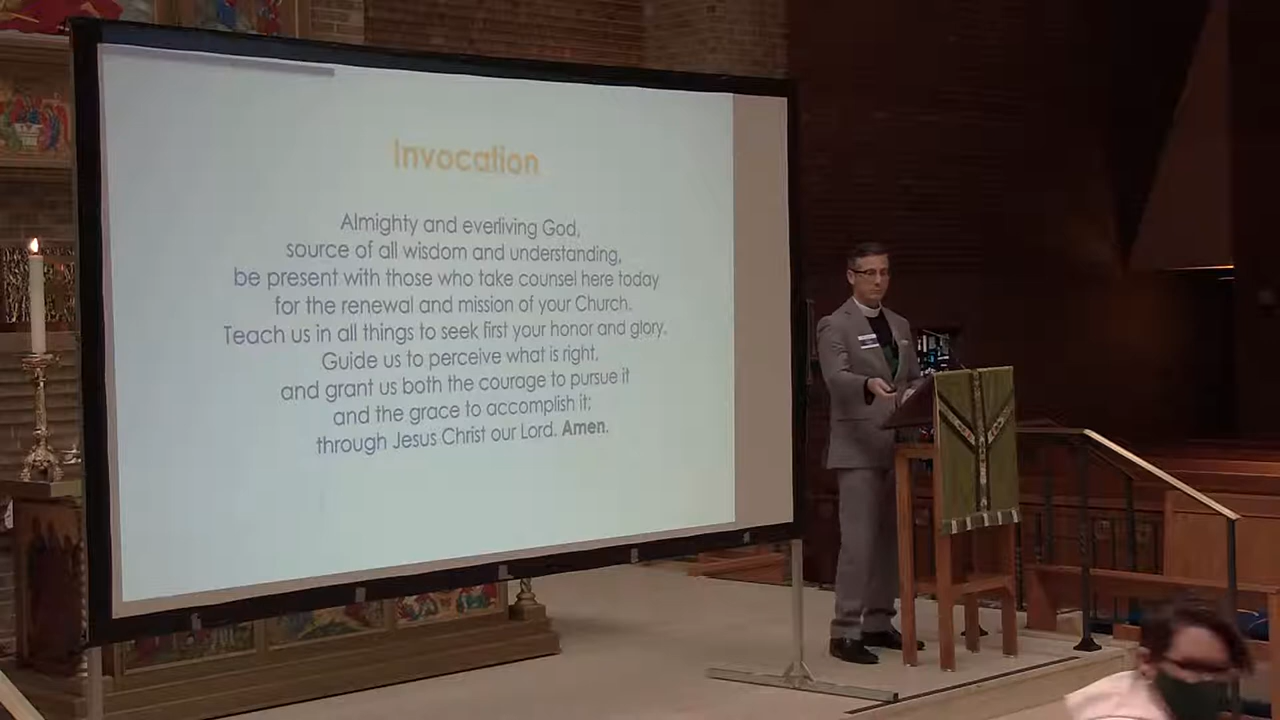 Invocation
Almighty and everliving God,
source of all wisdom and understanding,
be present with those who take counsel here today
for the renewal and mission of your Church.
Teach us in all things to seek first your honor and glory.
Guide us to perceive what is right,
and grant us both the courage to pursue it
and the grace to accomplish it;
through Jesus Christ our Lord. Amen.